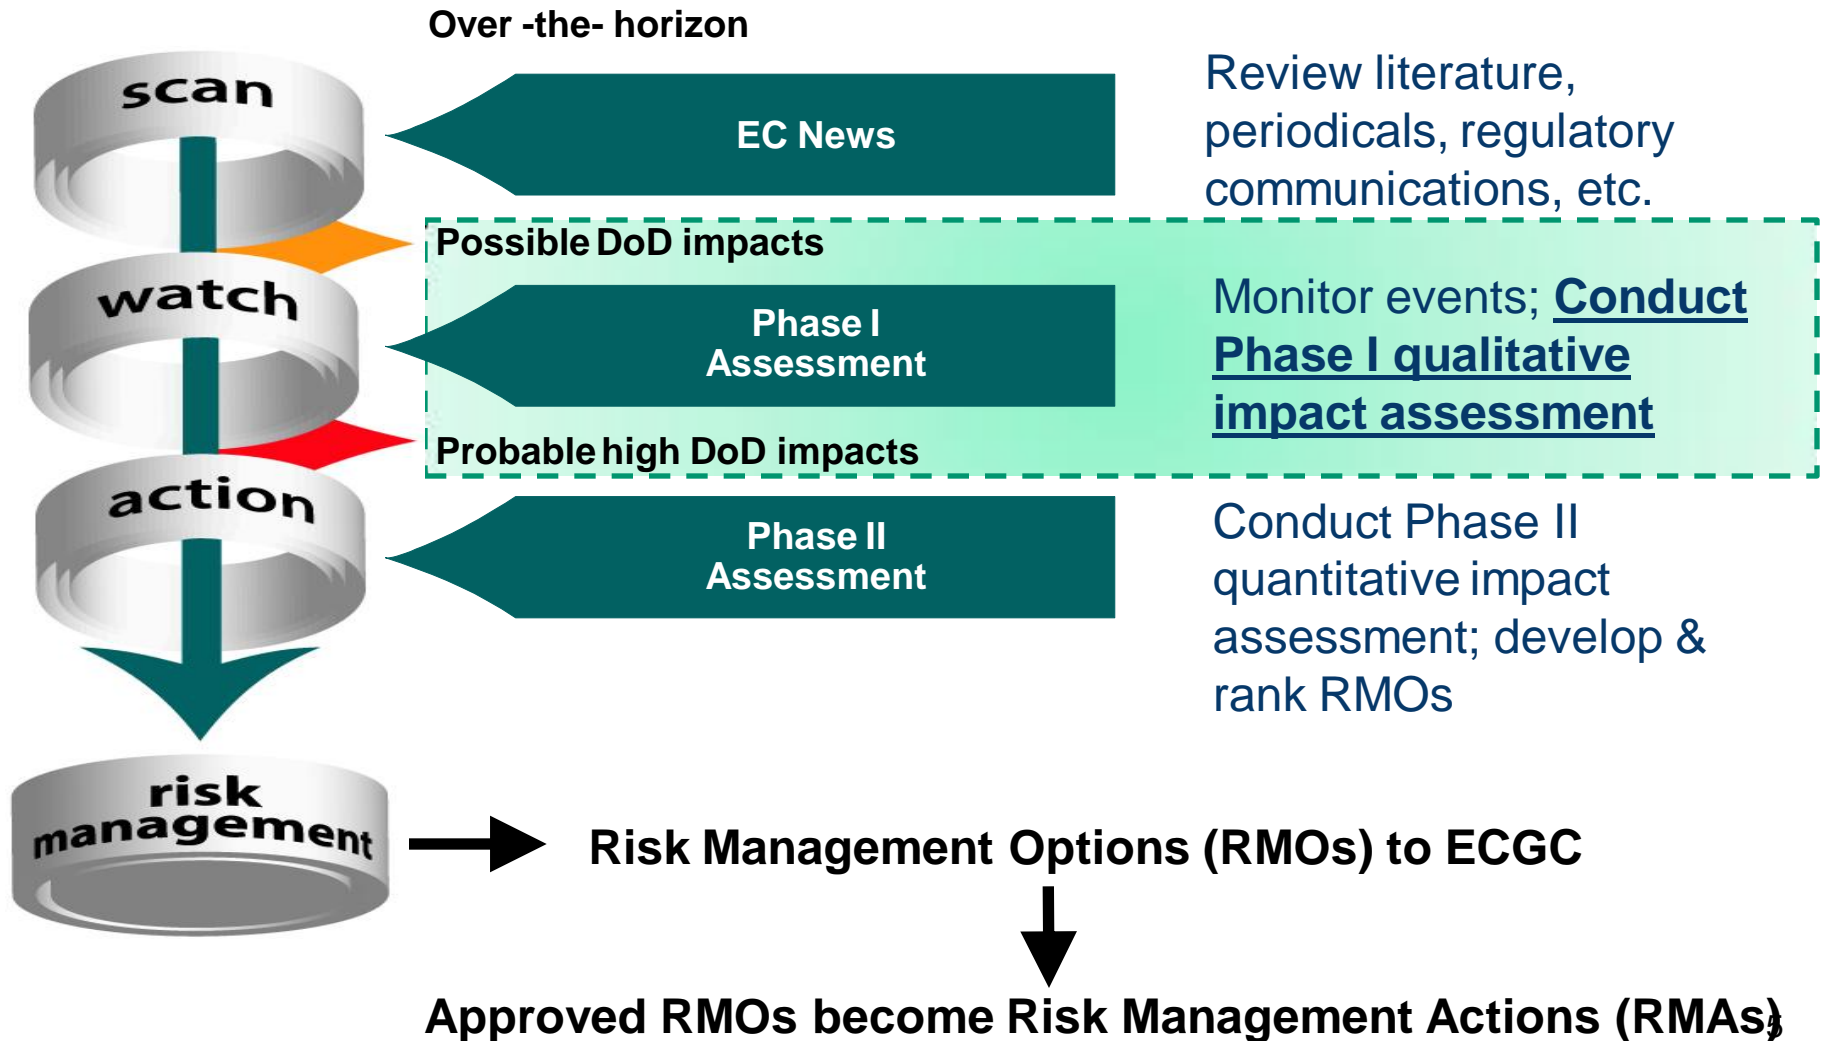 Over -the- horizon
scan
EC News
Review literature,
periodicals, regulatory
communications, etc.
Possible DoD impacts
watch
Phase I
Assessment
Monitor events; Conduct
Phase I qualitative
impact assessment
Probable high DoD impacts
action
Phase II
Assessment
Conduct Phase II
quantitative impact
assessment; develop &
rank RMOs
risk
management
Risk Management Options (RMOs) to ECGC
Approved RMOs become Risk Management Actions (RMAs)
5